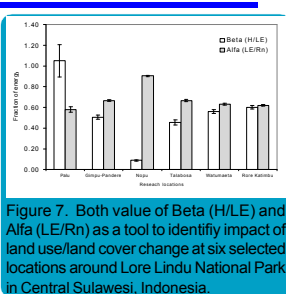 1.40
Beta (H/LE)
1.20
Alfa (LE/Rn)
1.00
0.80
0.60
0.40
0.20
0.00
Fraction of energy
Palu Gimpu-Pandere Nopu Talabosa Watumaeta Rore Katimbu
Reseach locations
Figure 7. Both value of Beta (H/LE) and
Alfa (LE/Rn) as a tool to identifiy impact of
land use/land cover change at six selected
locations around Lore Lindu National Park
in Central Sulawesi, Indonesia.